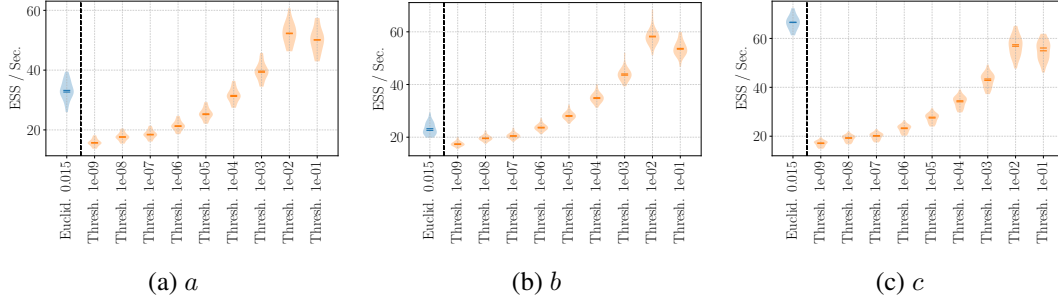 60
40
20
ESS / Sec.
Euclid. 0.015
Thresh. 1e-09
Thresh. 1e-08
Thresh. 1e-07
Thresh. 1e-06
Thresh. 1e-05
Thresh. 1e-04
Thresh. 1e-03
Thresh. 1e-02
Thresh. 1e-01
(a) a
60
40
20
ESS / Sec.
Euclid. 0.015
Thresh. 1e-09
Thresh. 1e-08
Thresh. 1e-07
Thresh. 1e-06
Thresh. 1e-05
Thresh. 1e-04
Thresh. 1e-03
Thresh. 1e-02
Thresh. 1e-01
(b) b
60
40
20
ESS / Sec.
Euclid. 0.015
Thresh. 1e-09
Thresh. 1e-08
Thresh. 1e-07
Thresh. 1e-06
Thresh. 1e-05
Thresh. 1e-04
Thresh. 1e-03
Thresh. 1e-02
Thresh. 1e-01
(c) c